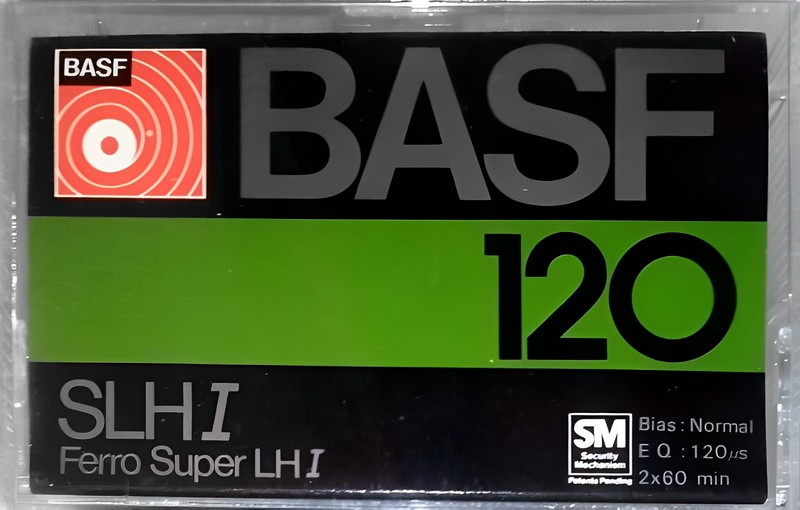 BASF
BASF
120
SLH I
Ferro Super LH I
SM
Security
Mechanism
Patents Pending
Bias : Normal
E Q : 120µs
2x60 min